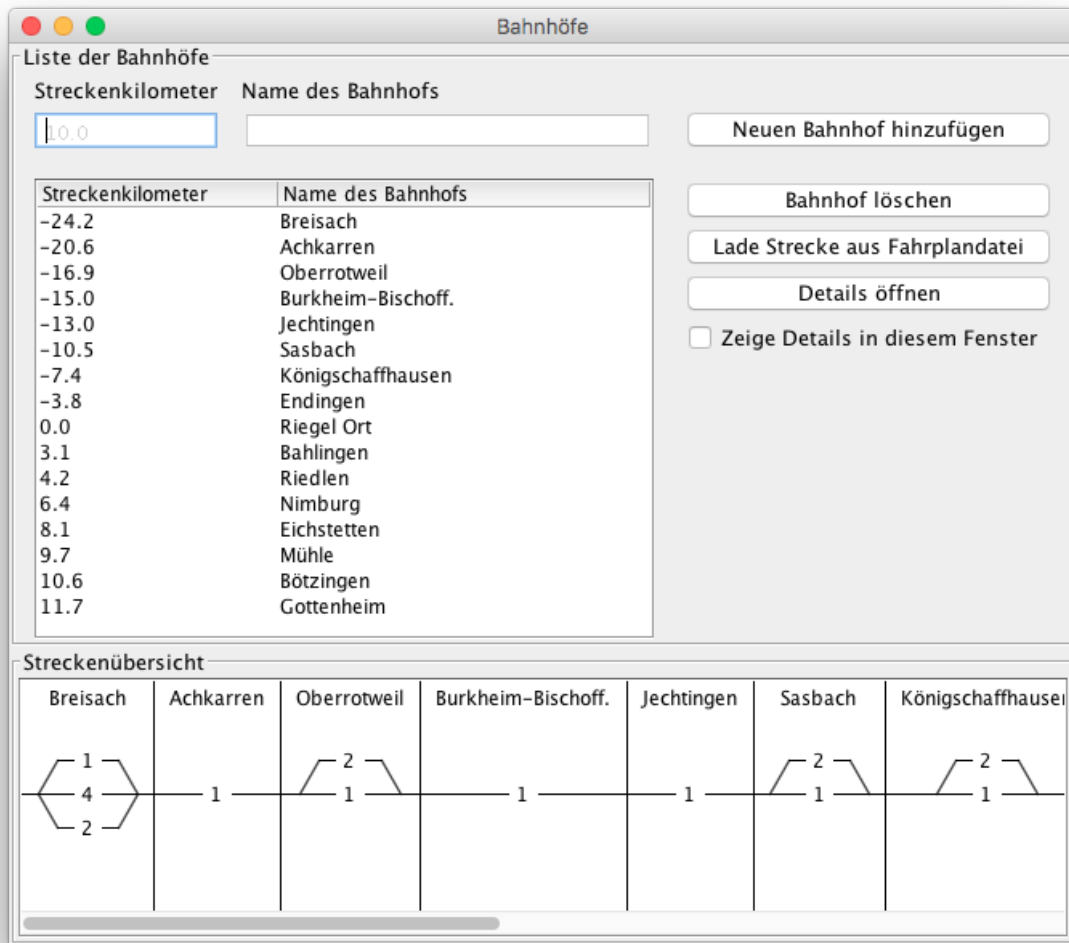 Bahnhöfe
Liste der Bahnhöfe
Streckenkilometer Name des Bahnhofs
10.0
Neuen Bahnhof hinzufügen
Streckenkilometer Name des Bahnhofs
-24.2 Breisach
-20.6 Achkarren
-16.9 Oberrotweil
-15.0 Burkheim-Bischoff.
-13.0 Jechtingen
-10.5 Sasbach
-7.4 Königschaffhausen
-3.8 Endingen
0.0 Riegel Ort
3.1 Bahlingen
4.2 Riedlen
6.4 Nimburg
8.1 Eichstetten
9.7 Mühle
10.6 Bötzingen
11.7 Gottenheim
Bahnhof löschen
Lade Strecke aus Fahrplandatei
Details öffnen
Zeige Details in diesem Fenster
Streckenübersicht
Breisach Achkarren Oberrotweil Burkheim-Bischoff. Jechtingen Sasbach Königschaffhausen
1 2 2 2
4 1 1 1 1 1 1
2